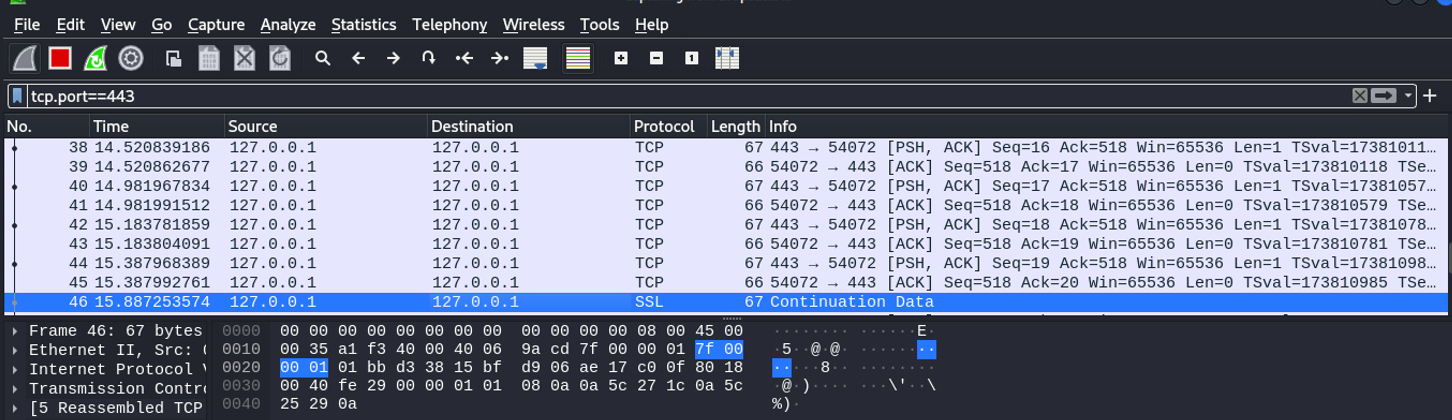 File Edit View Go Capture Analyze Statistics Telephony Wireless Tools Help
tcp.port==443
No. Time Source Destination Protocol Length Info
38 14.520839186 127.0.0.1 127.0.0.1 TCP 67 443 → 54072 [PSH, ACK] Seq=16 Ack=518 Win=65536 Len=1 TSval=17381011…
39 14.520862677 127.0.0.1 127.0.0.1 TCP 66 54072 → 443 [ACK] Seq=518 Ack=17 Win=65536 Len=0 TSval=173810118 TSe…
40 14.981967834 127.0.0.1 127.0.0.1 TCP 67 443 → 54072 [PSH, ACK] Seq=17 Ack=518 Win=65536 Len=1 TSval=17381057…
41 14.981991512 127.0.0.1 127.0.0.1 TCP 66 54072 → 443 [ACK] Seq=518 Ack=18 Win=65536 Len=0 TSval=173810579 TSe…
42 15.183781859 127.0.0.1 127.0.0.1 TCP 67 443 → 54072 [PSH, ACK] Seq=18 Ack=518 Win=65536 Len=1 TSval=17381078…
43 15.183804091 127.0.0.1 127.0.0.1 TCP 66 54072 → 443 [ACK] Seq=518 Ack=19 Win=65536 Len=0 TSval=173810781 TSe…
44 15.387968389 127.0.0.1 127.0.0.1 TCP 67 443 → 54072 [PSH, ACK] Seq=19 Ack=518 Win=65536 Len=1 TSval=17381098…
45 15.387992761 127.0.0.1 127.0.0.1 TCP 66 54072 → 443 [ACK] Seq=518 Ack=20 Win=65536 Len=0 TSval=173810985 TSe…
46 15.887253574 127.0.0.1 127.0.0.1 SSL 67 Continuation Data
Frame 46: 67 bytes 0000 00 00 00 00 00 00 00 00 00 00 00 00 08 00 45 00 ········ ······E·
Ethernet II, Src: 0010 00 35 a1 f3 40 00 40 06 9a cd 7f 00 00 01 7f 00 ·5··@·@· ········
Internet Protocol 0020 00 01 01 bb d3 38 15 bf d9 06 ae 17 c0 0f 80 18 ·····8·· ········
Transmission Contr 0030 00 40 fe 29 00 00 01 01 08 0a 0a 5c 27 1c 0a 5c ·@·)···· ···\'··\
[5 Reassembled TCP 0040 25 29 0a %)·